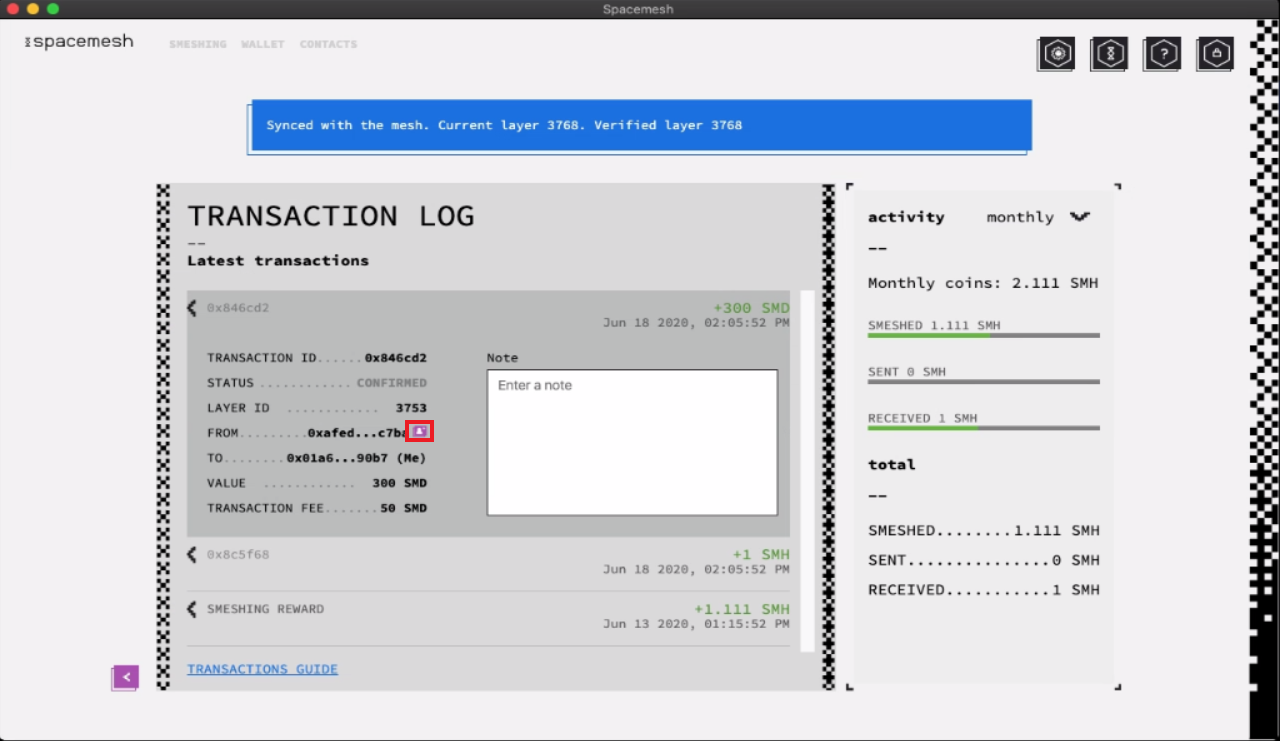 Spacemesh
spacemesh
SMESHING WALLET CONTACTS
?
Synced with the mesh. Current layer 3768. Verified layer 3768
TRANSACTION LOG
--
Latest transactions
0x846cd2
+300 SMD
Jun 18 2020, 02:05:52 PM
TRANSACTION ID......0x846cd2
STATUS ............ CONFIRMED
LAYER ID ............ 3753
FROM.........0xafed...c7ba
TO........0x01a6...90b7 (Me)
VALUE ............ 300 SMD
TRANSACTION FEE.......50 SMD
Note
Enter a note
0x8c5f68
+1 SMH
Jun 18 2020, 02:05:52 PM
SMESHING REWARD
+1.111 SMH
Jun 13 2020, 01:15:52 PM
TRANSACTIONS GUIDE
activity monthly
--
Monthly coins: 2.111 SMH
SMESHED 1.111 SMH
SENT 0 SMH
RECEIVED 1 SMH
total
--
SMESHED........1.111 SMH
SENT...............0 SMH
RECEIVED...........1 SMH